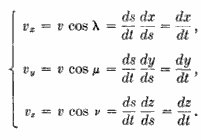 v_x = v cos λ = ds/dt dx/ds = dx/dt,
v_y = v cos μ = ds/dt dy/ds = dy/dt,
v_z = v cos ν = ds/dt dz/ds = dz/dt.